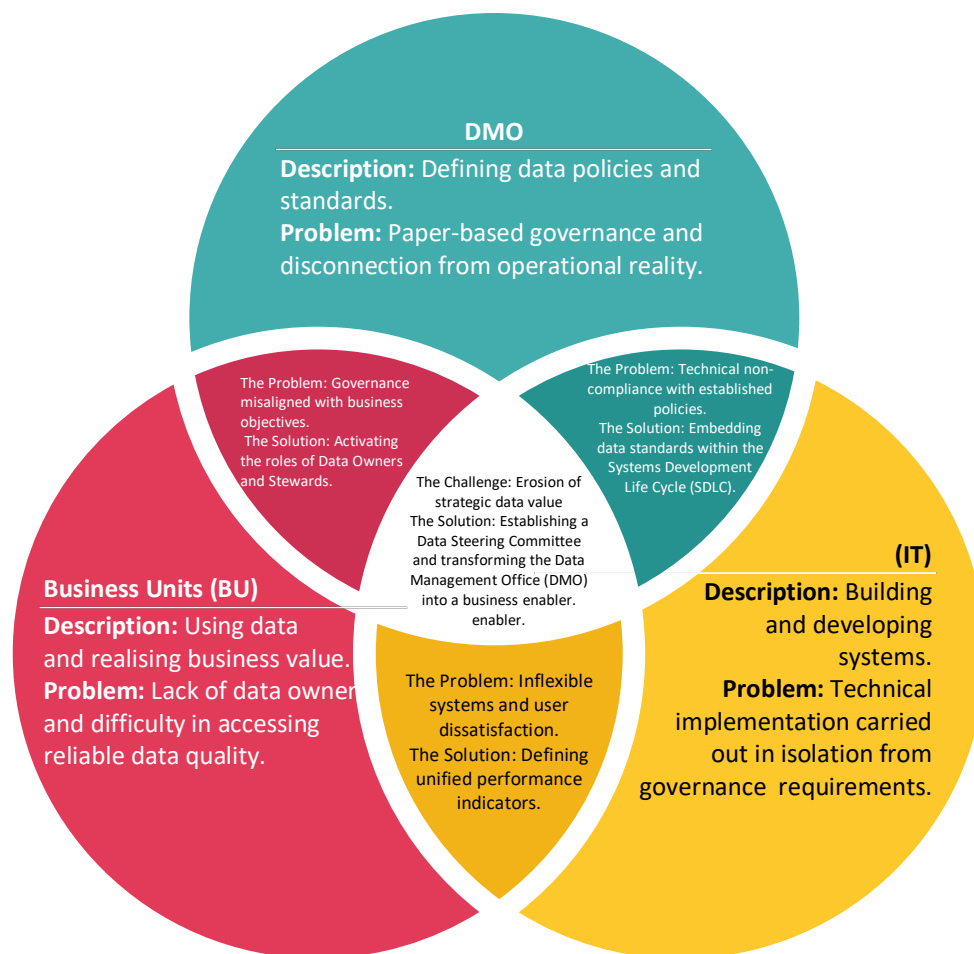 DMO
Description: Defining data policies and
standards.
Problem: Paper-based governance and
disconnection from operational reality.
The Problem: Governance
misaligned with business
objectives.
The Solution: Activating
the roles of Data Owners
and Stewards.
The Problem: Technical non-
compliance with established
policies.
The Solution: Embedding
data standards within the
Systems Development
Life Cycle (SDLC).
The Challenge: Erosion of
strategic data value
The Solution: Establishing a
Data Steering Committee
and transforming the Data
Management Office (DMO)
into a business enabler.
enabler.
Business Units (BU)
Description: Using data
and realising business value.
Problem: Lack of data owner
and difficulty in accessing
reliable data quality.
(IT)
Description: Building
and developing
systems.
Problem: Technical
implementation carried
out in isolation from
governance requirements.
The Problem: Inflexible
systems and user
dissatisfaction.
The Solution: Defining
unified performance
indicators.